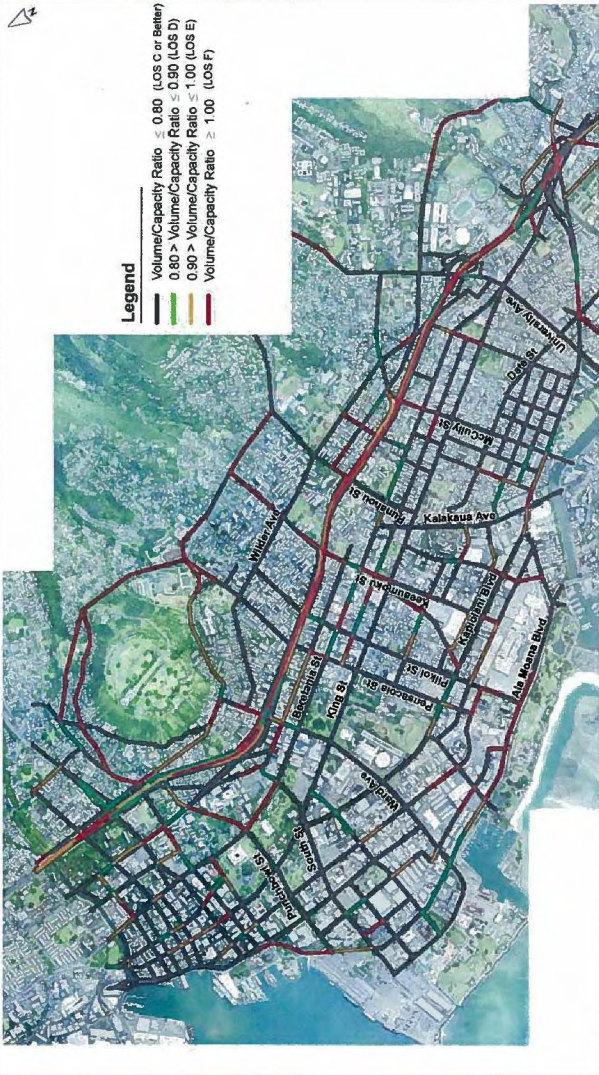 N
Legend
Volume/Capacity Ratio ≤ 0.80 (LOS C or Better)
0.80 > Volume/Capacity Ratio ≤ 0.90 (LOS D)
0.90 > Volume/Capacity Ratio ≤ 1.00 (LOS E)
Volume/Capacity Ratio ≥ 1.00 (LOS F)
Wilder Ave
Punahou St
Kalakaua Ave
McCully St
Date St
University Ave
Keeaumoku St
Kapiolani Blvd
Beretania St
King St
Piikoi St
Pensacola St
Ala Moana Blvd
Ward Ave
South St
Punchbowl St